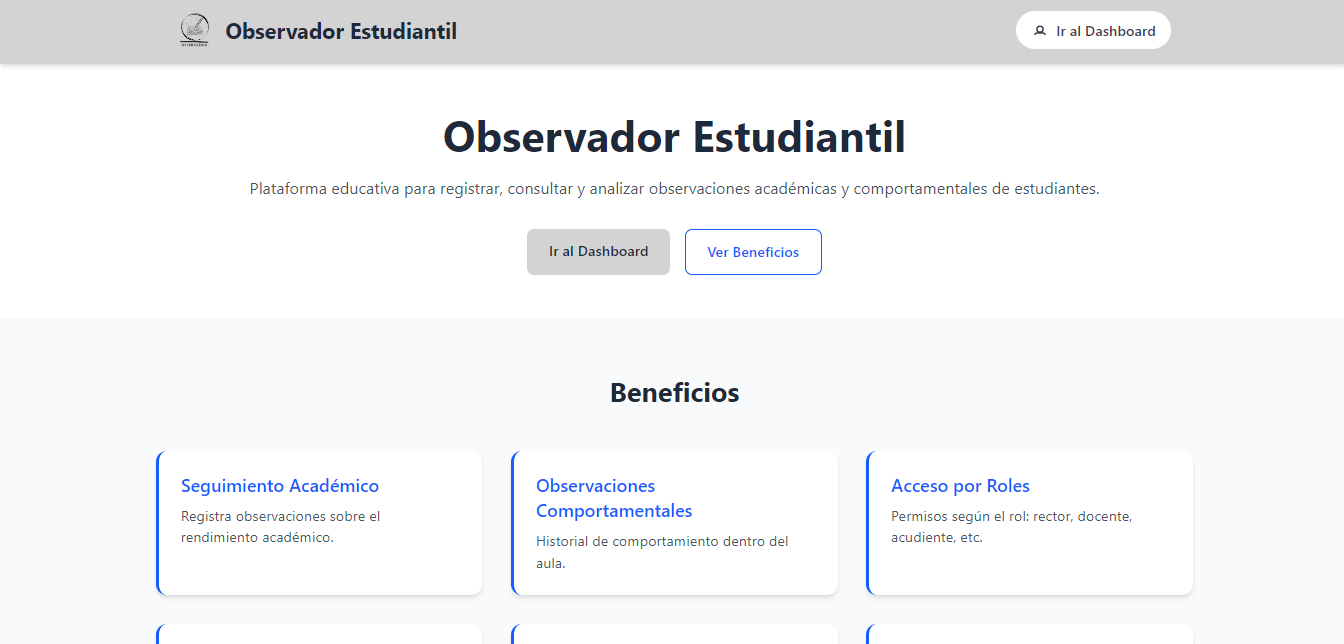 Observador Estudiantil
Ir al Dashboard
Observador Estudiantil
Plataforma educativa para registrar, consultar y analizar observaciones académicas y comportamentales de estudiantes.
Ir al Dashboard
Ver Beneficios
Beneficios
Seguimiento Académico
Registra observaciones sobre el
rendimiento académico.
Observaciones
Comportamentales
Historial de comportamiento dentro del
aula.
Acceso por Roles
Permisos según el rol: rector, docente,
acudiente, etc.